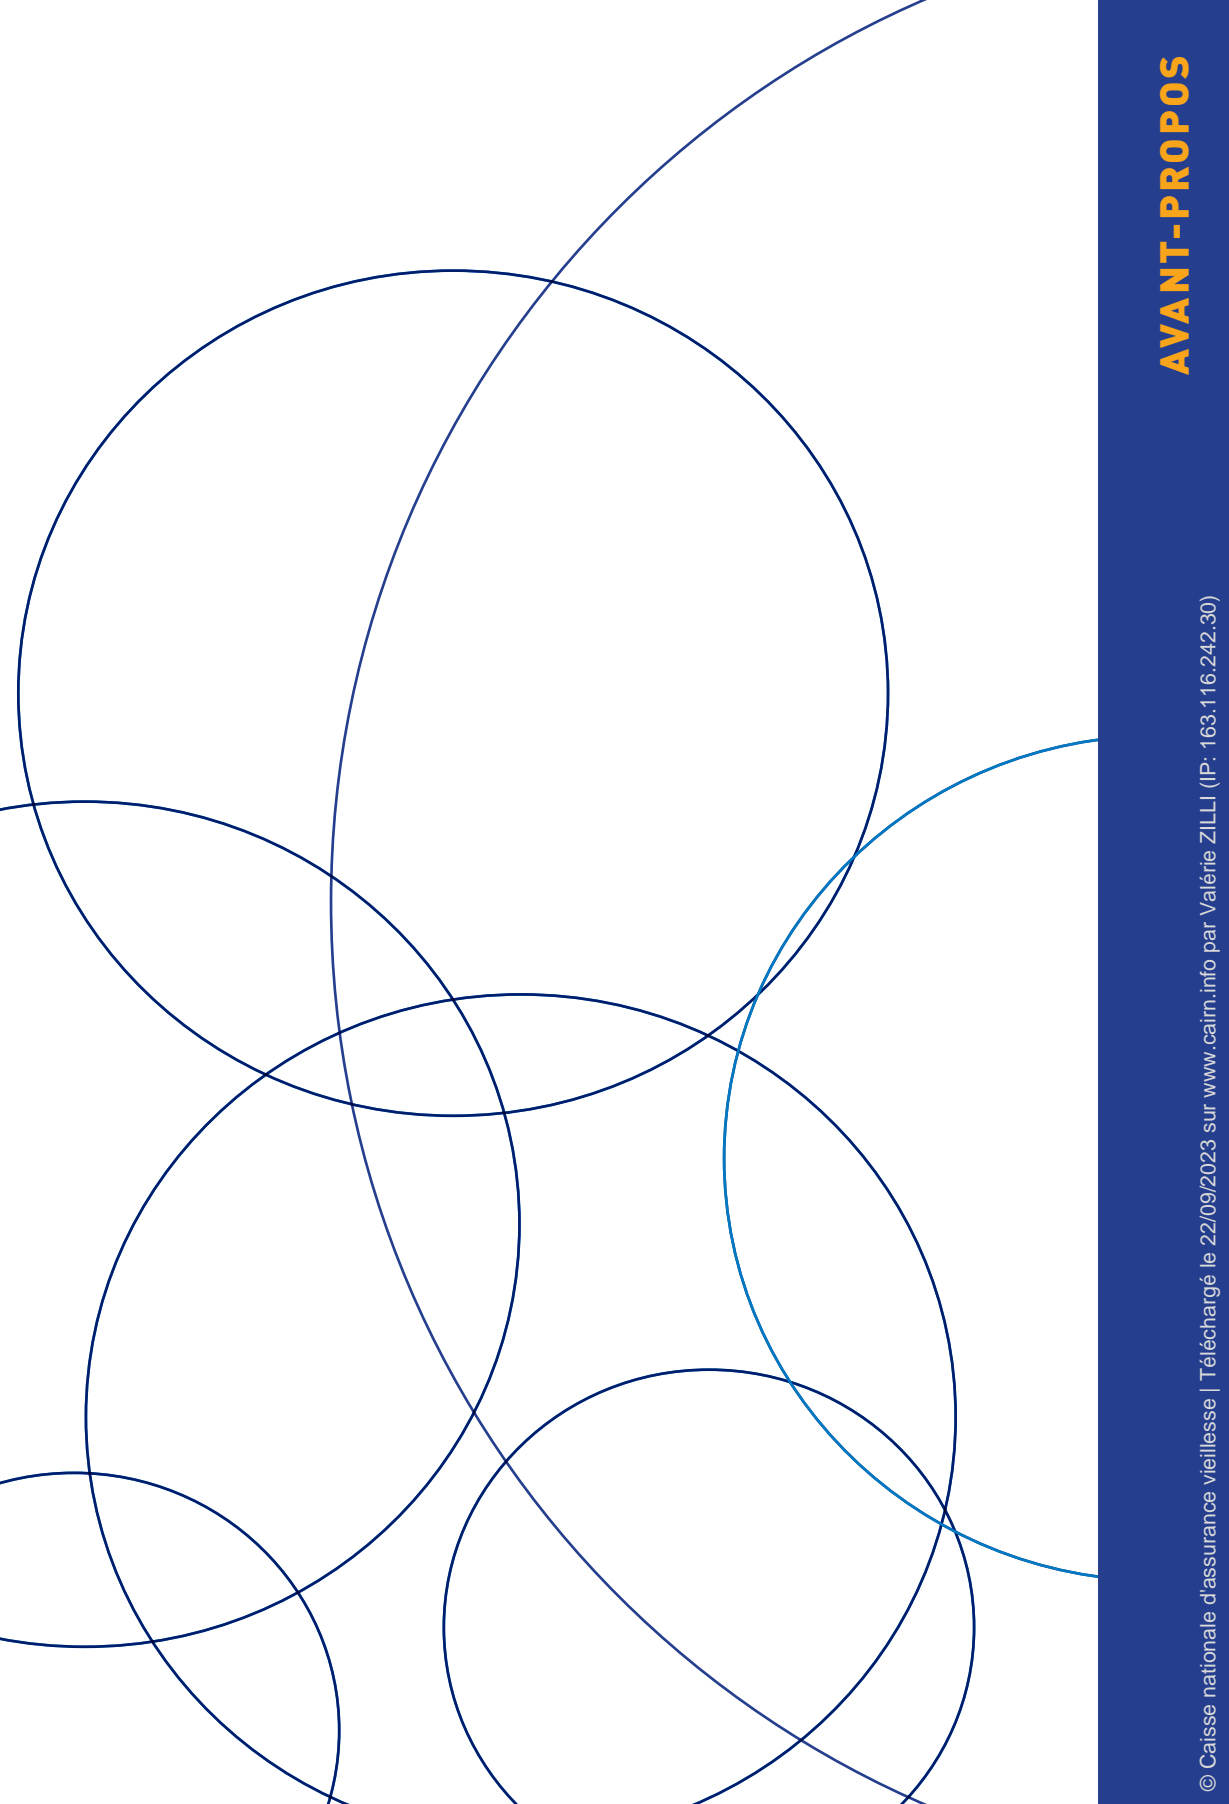 AVANT-PROPOS
© Caisse nationale d'assurance vieillesse | Téléchargé le 22/09/2023 sur www.cairn.info par Valérie ZILLI (IP: 163.116.242.30)